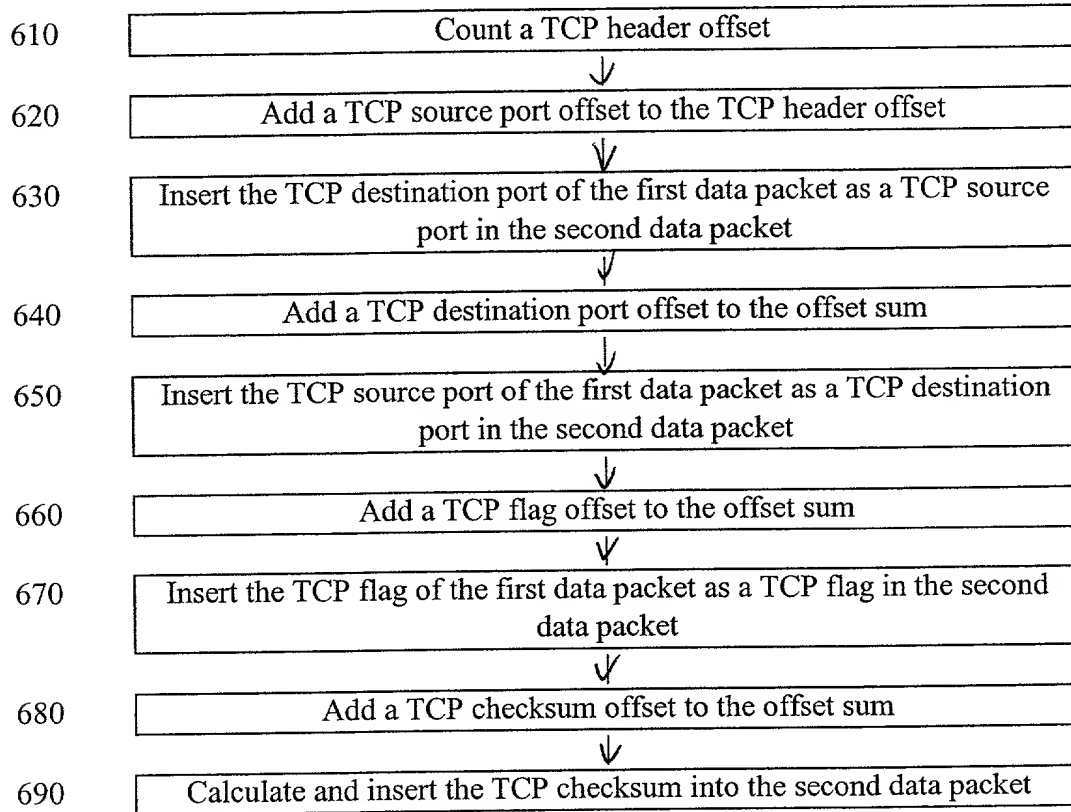 610 Count a TCP header offset
620 Add a TCP source port offset to the TCP header offset
630 Insert the TCP destination port of the first data packet as a TCP source
port in the second data packet
640 Add a TCP destination port offset to the offset sum
650 Insert the TCP source port of the first data packet as a TCP destination
port in the second data packet
660 Add a TCP flag offset to the offset sum
670 Insert the TCP flag of the first data packet as a TCP flag in the second
data packet
680 Add a TCP checksum offset to the offset sum
690 Calculate and insert the TCP checksum into the second data packet